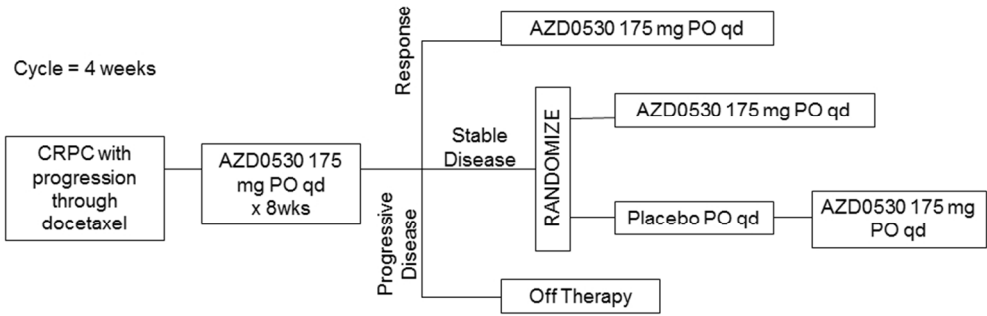 Cycle = 4 weeks
CRPC with
progression
through
docetaxel
AZD0530 175
mg PO qd
x 8wks
Response
AZD0530 175 mg PO qd
Stable
Disease
RANDOMIZE
AZD0530 175 mg PO qd
Placebo PO qd
AZD0530 175 mg
PO qd
Progressive
Disease
Off Therapy